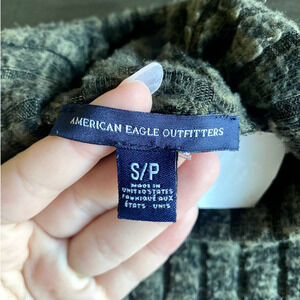 AMERICAN EAGLE OUTFITTERS
S/P
MADE IN
UNITED STATES
FABRIQUÉ AUX
ÉTATS UNIS